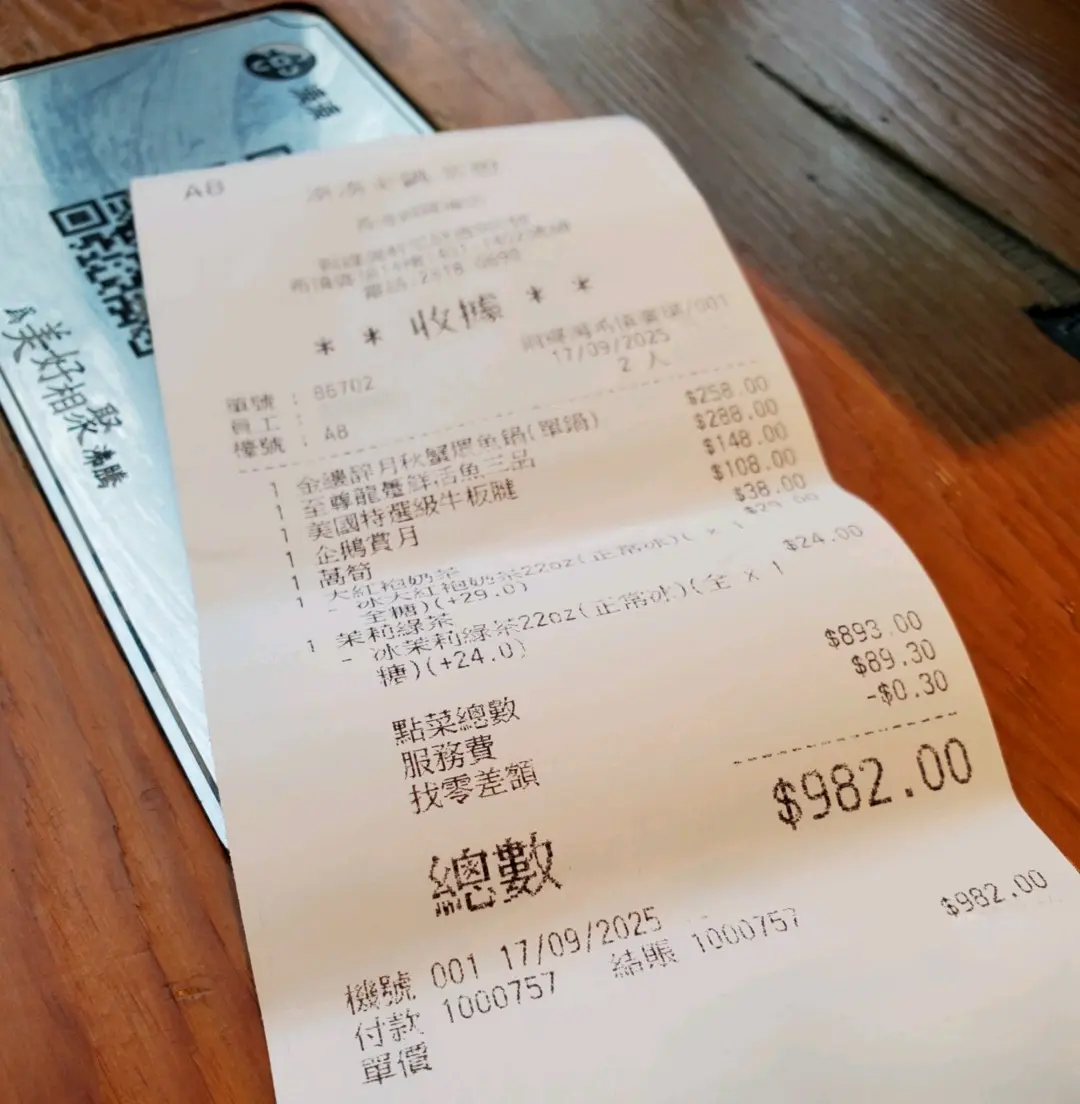 美好相聚 沸騰
A8
* * 收據 * *
17/09/2025
單號 : 86702
2 人
員工 :
檯號 : A8
1 金邊醉月秋蟹 魚鍋(單鍋) $258.00
1 至尊龍躉鮮活魚三品 $288.00
1 美國特選級牛板腱 $148.00
1 企鵝賞月 $108.00
1 萵筍 $38.00
1 大紅袍奶茶 $29.00
- 冰大紅袍奶茶22oz(正常冰)( x 1
全糖)(+29.0)
1 茉莉綠茶 $24.00
- 冰茉莉綠茶22oz(正常冰)(全 x 1
糖)(+24.0)
點菜總數 $893.00
服務費 $89.30
找零差額 -$0.30
總數 $982.00
機號 001 17/09/2025 $982.00
付款 1000757 結賬 1000757
單價